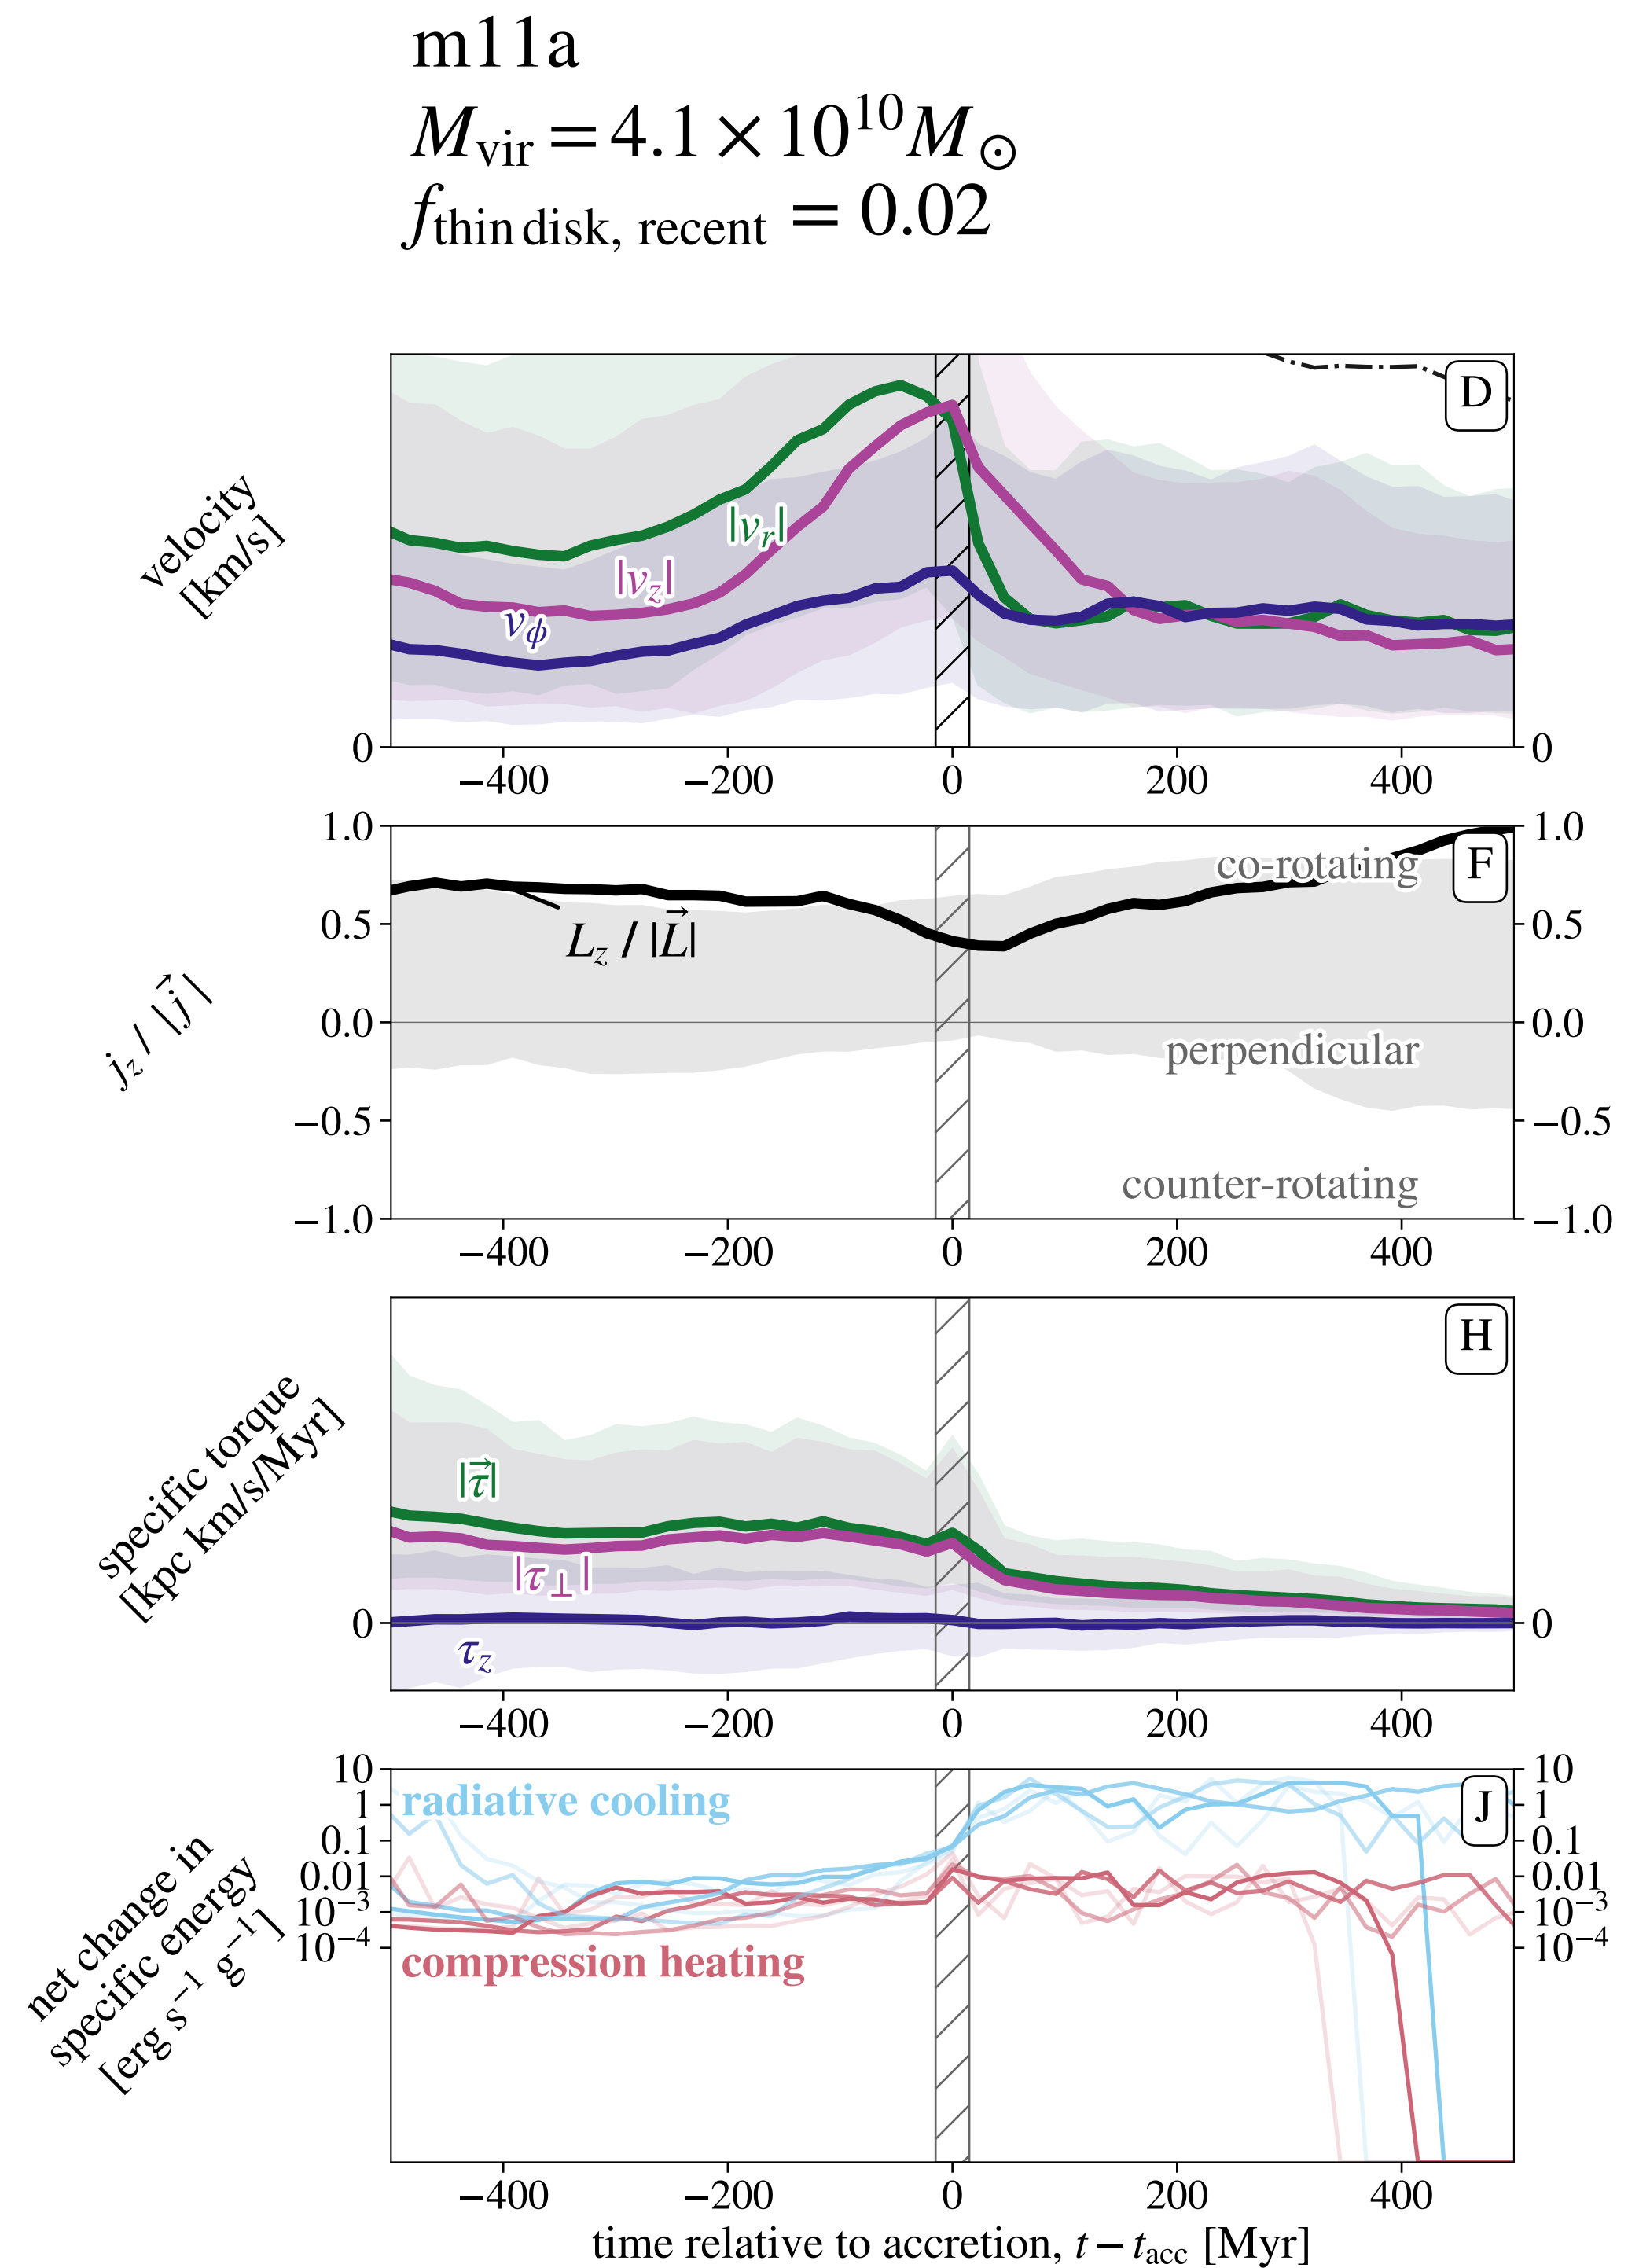 m11a
M_vir = 4.1 × 10^10 M_⊙
f_thin disk, recent = 0.02
velocity
[km/s]
D
|v_r|
|v_z|
v_ϕ
0 0
−400 −200 0 200 400
j_z / |j⃗|
F
1.0 1.0
0.5 0.5
0.0 0.0
−0.5 −0.5
−1.0 −1.0
co-rotating
L_z / |L⃗|
perpendicular
counter-rotating
−400 −200 0 200 400
specific torque
[kpc km/s/Myr]
H
|τ⃗|
|τ_⊥|
τ_z
0 0
−400 −200 0 200 400
net change in
specific energy
[erg s^−1 g^−1]
J
10 10
1 1
0.1 0.1
0.01 0.01
10^−3 10^−3
10^−4 10^−4
radiative cooling
compression heating
−400 −200 0 200 400
time relative to accretion, t − t_acc [Myr]